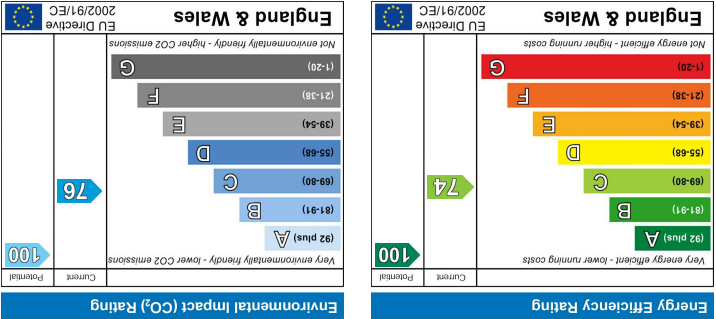 Energy Efficiency Rating
Current Potential
Very energy efficient - lower running costs
(92 plus) A
100
(81-91) B
(69-80) C
74
(55-68) D
(39-54) E
(21-38) F
(1-20) G
Not energy efficient - higher running costs
England & Wales
EU Directive
2002/91/EC
Environmental Impact (CO₂) Rating
Current Potential
Very environmentally friendly - lower CO2 emissions
(92 plus) A
100
(81-91) B
(69-80) C
76
(55-68) D
(39-54) E
(21-38) F
(1-20) G
Not environmentally friendly - higher CO2 emissions
England & Wales
EU Directive
2002/91/EC